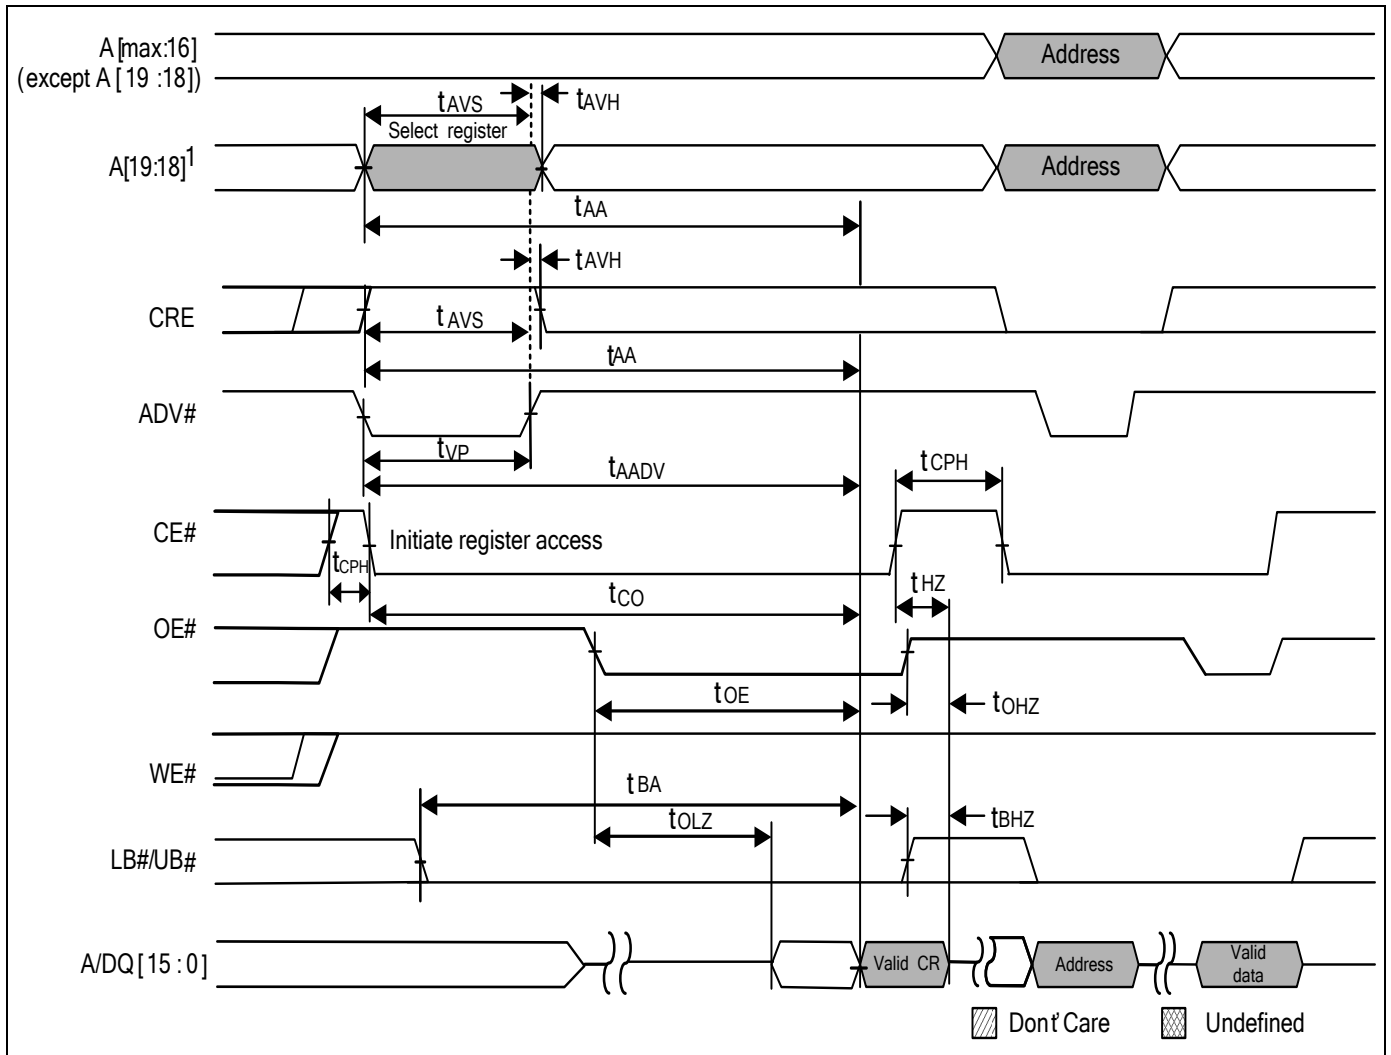 A[max:16]
(except A[19:18])
Address
tAVS
tAVH
Select register
A[19:18]1
Address
tAA
tAVH
CRE
tAVS
tAA
ADV#
tVP
tAADV
tCPH
CE#
Initiate register access
tCPH
tHZ
tCO
OE#
tOE
tOHZ
WE#
tBA
tOLZ
tBHZ
LB#/UB#
A/DQ[15:0]
Valid CR
Address
Valid
data
Dont' Care
Undefined